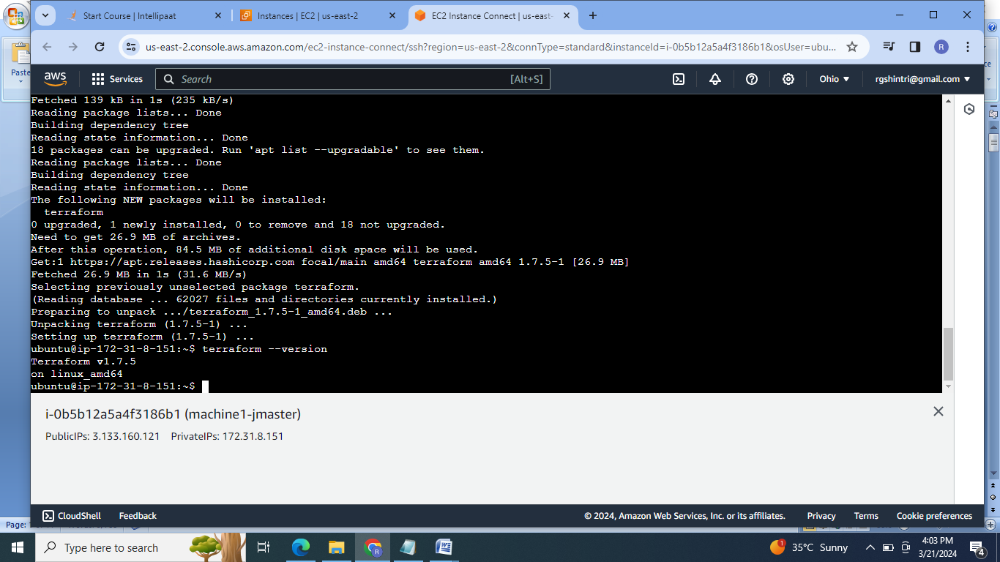 Start Course | Intellipaat
Instances | EC2 | us-east-2
EC2 Instance Connect | us-east-
us-east-2.console.aws.amazon.com/ec2-instance-connect/ssh?region=us-east-2&connType=standard&instanceId=i-0b5b12a5a4f3186b1&osUser=ubu...
R
Paste
aws
Services
Search
[Alt+S]
Ohio
rgshintri@gmail.com
Fetched 139 kB in 1s (235 kB/s)
Reading package lists... Done
Building dependency tree
Reading state information... Done
18 packages can be upgraded. Run 'apt list --upgradable' to see them.
Reading package lists... Done
Building dependency tree
Reading state information... Done
The following NEW packages will be installed:
terraform
0 upgraded, 1 newly installed, 0 to remove and 18 not upgraded.
Need to get 26.9 MB of archives.
After this operation, 84.5 MB of additional disk space will be used.
Get:1 https://apt.releases.hashicorp.com focal/main amd64 terraform amd64 1.7.5-1 [26.9 MB]
Fetched 26.9 MB in 1s (31.6 MB/s)
Selecting previously unselected package terraform.
(Reading database ... 62027 files and directories currently installed.)
Preparing to unpack .../terraform_1.7.5-1_amd64.deb ...
Unpacking terraform (1.7.5-1) ...
Setting up terraform (1.7.5-1) ...
ubuntu@ip-172-31-8-151:~$ terraform --version
Terraform v1.7.5
on linux_amd64
ubuntu@ip-172-31-8-151:~$
i-0b5b12a5a4f3186b1 (machine1-jmaster)
PublicIPs: 3.133.160.121 PrivateIPs: 172.31.8.151
CloudShell
Feedback
© 2024, Amazon Web Services, Inc. or its affiliates.
Privacy
Terms
Cookie preferences
Page:
Type here to search
R
1
35°C Sunny
4:03 PM
3/21/2024
4